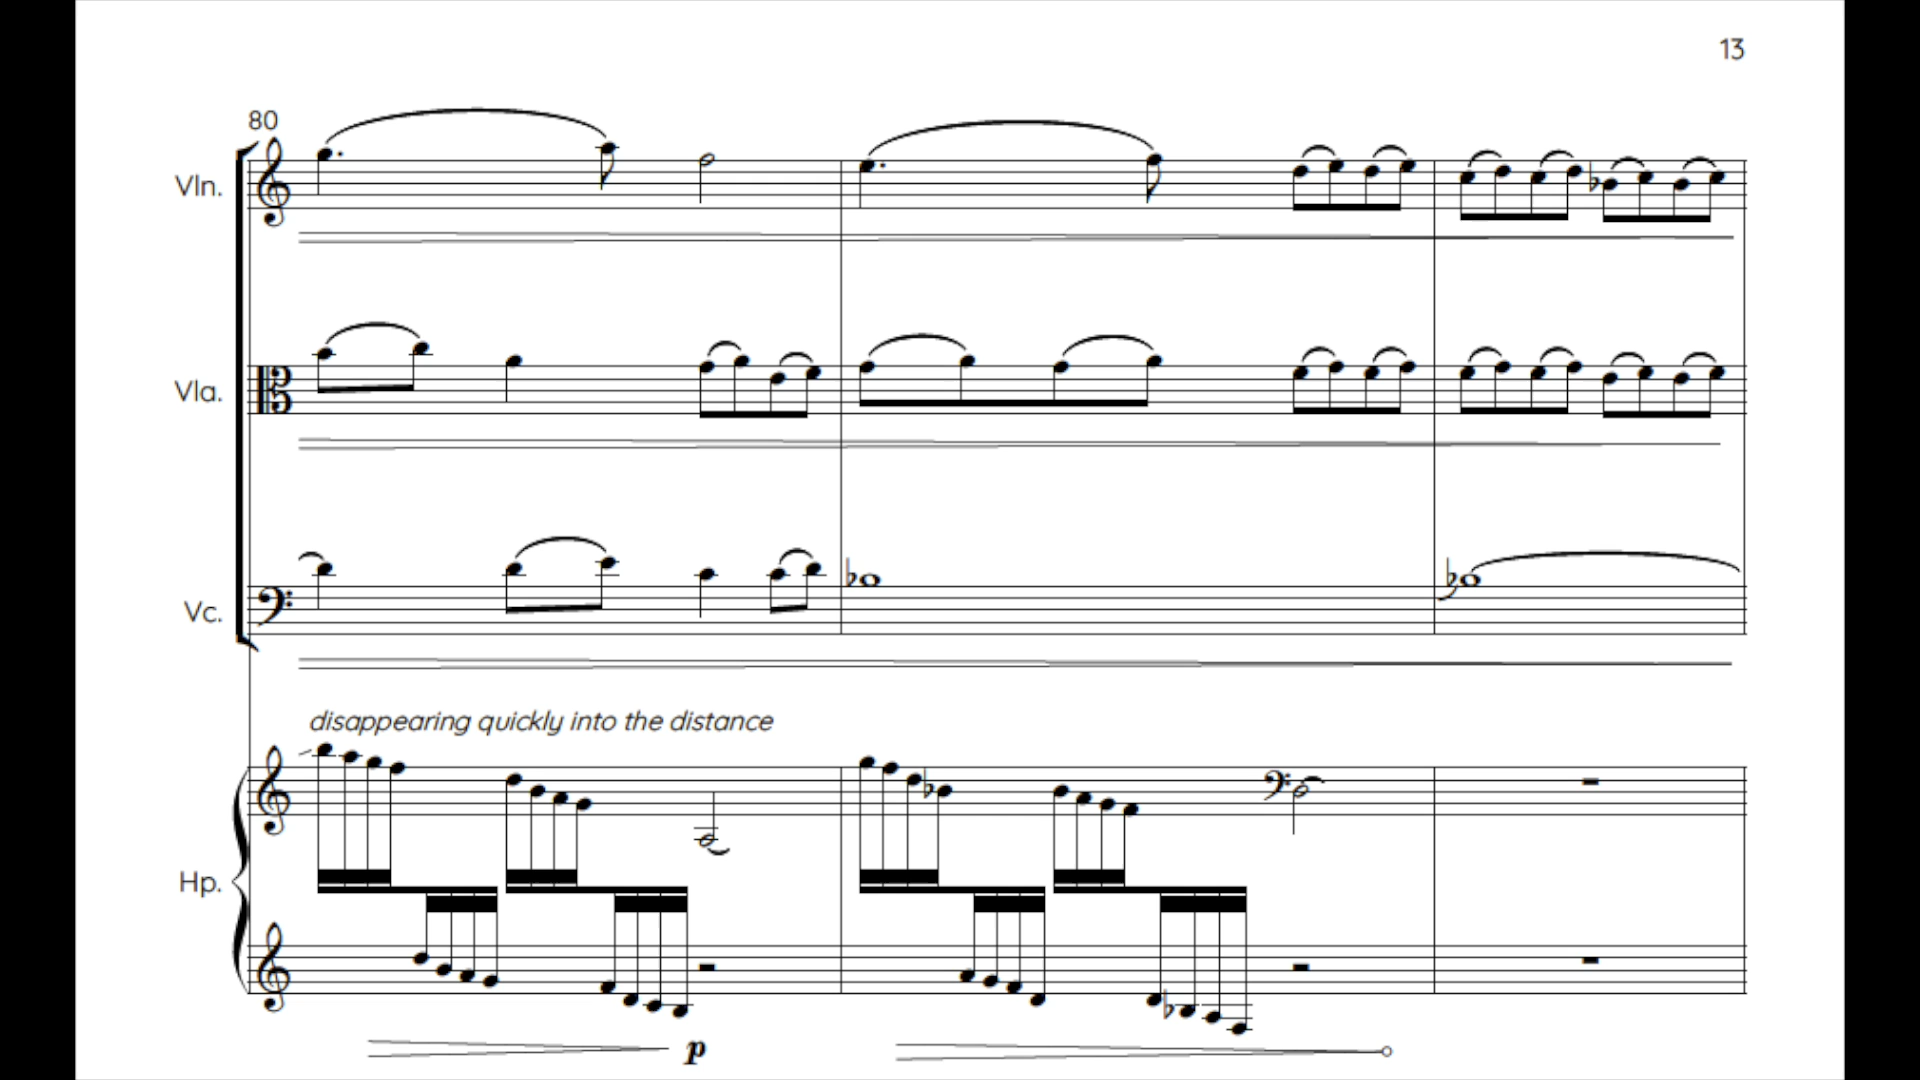 13
80
Vln.
Vla.
Vc.
disappearing quickly into the distance
Hp.
p